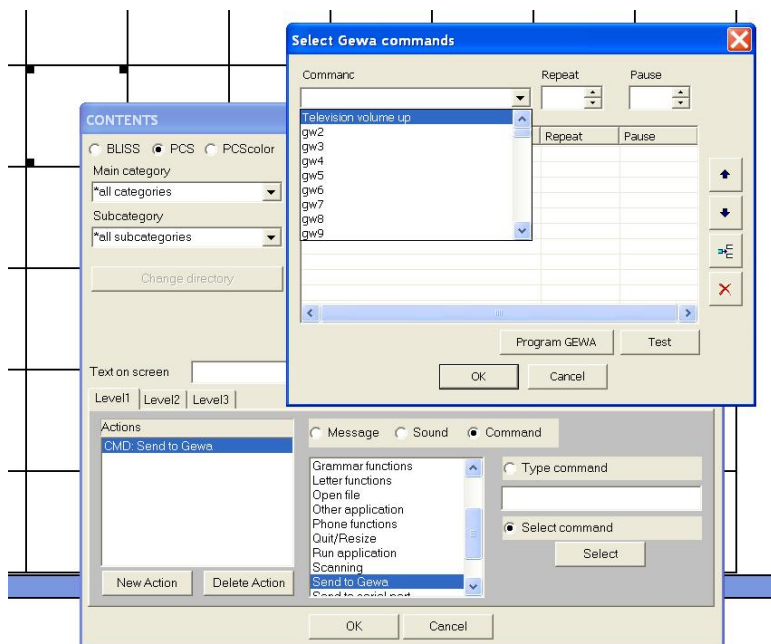 Select Gewa commands
Commanc
Repeat
Pause
Television volume up
gw2
gw3
gw4
gw5
gw6
gw7
gw8
gw9
Repeat
Pause
Program GEWA
Test
OK
Cancel
CONTENTS
BLISS
PCS
PCScolor
Main category
*all categories
Subcategory
*all subcategories
Change directory
Text on screen
Level1
Level2
Level3
Actions
CMD: Send to Gewa
New Action
Delete Action
Message
Sound
Command
Grammar functions
Letter functions
Open file
Other application
Phone functions
Quit/Resize
Run application
Scanning
Send to Gewa
Send to serial port
Type command
Select command
Select
OK
Cancel